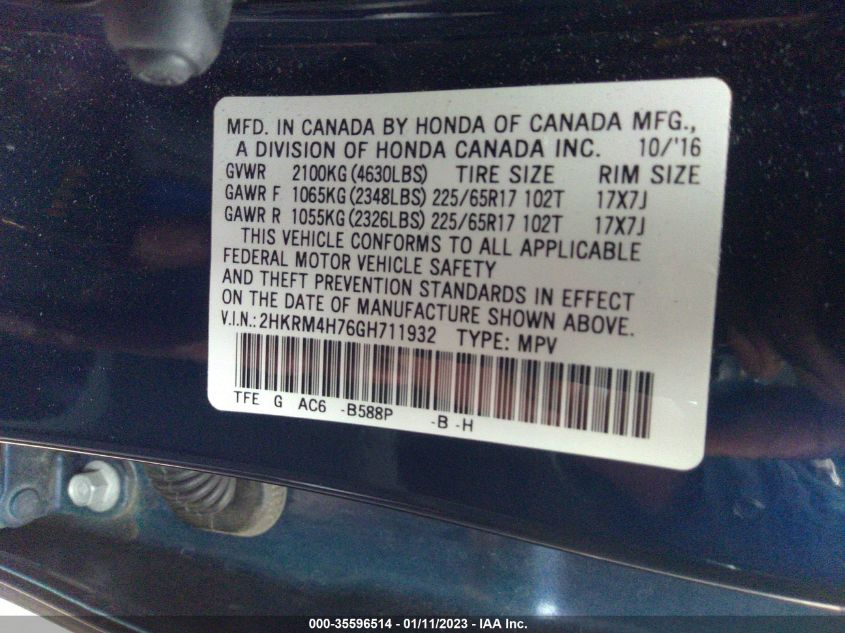 MFD. IN CANADA BY HONDA OF CANADA MFG.,
A DIVISION OF HONDA CANADA INC. 10/'16
GVWR 2100KG(4630LBS) TIRE SIZE RIM SIZE
GAWR F 1065KG(2348LBS) 225/65R17 102T 17X7J
GAWR R 1055KG(2326LBS) 225/65R17 102T 17X7J
THIS VEHICLE CONFORMS TO ALL APPLICABLE
FEDERAL MOTOR VEHICLE SAFETY
AND THEFT PREVENTION STANDARDS IN EFFECT
ON THE DATE OF MANUFACTURE SHOWN ABOVE.
V.I.N.:2HKRM4H76GH711932 TYPE: MPV
TFE G AC6 -B588P -B -H
000-35596514 - 01/11/2023 - IAA Inc.